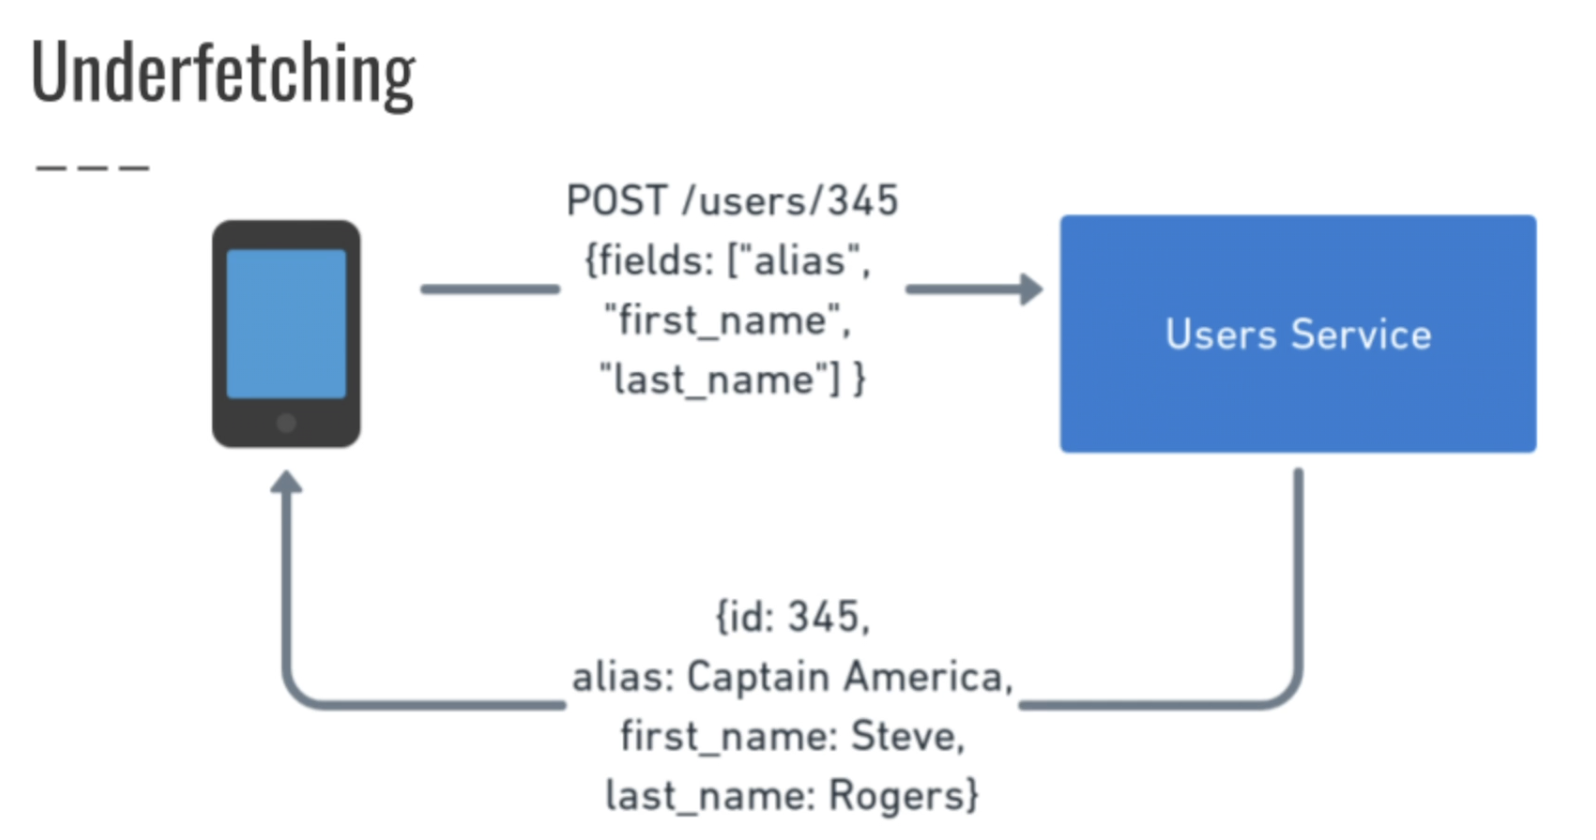 Underfetching
POST /users/345
{fields: ["alias",
"first_name",
"last_name"] }
Users Service
{id: 345,
alias: Captain America,
first_name: Steve,
last_name: Rogers}